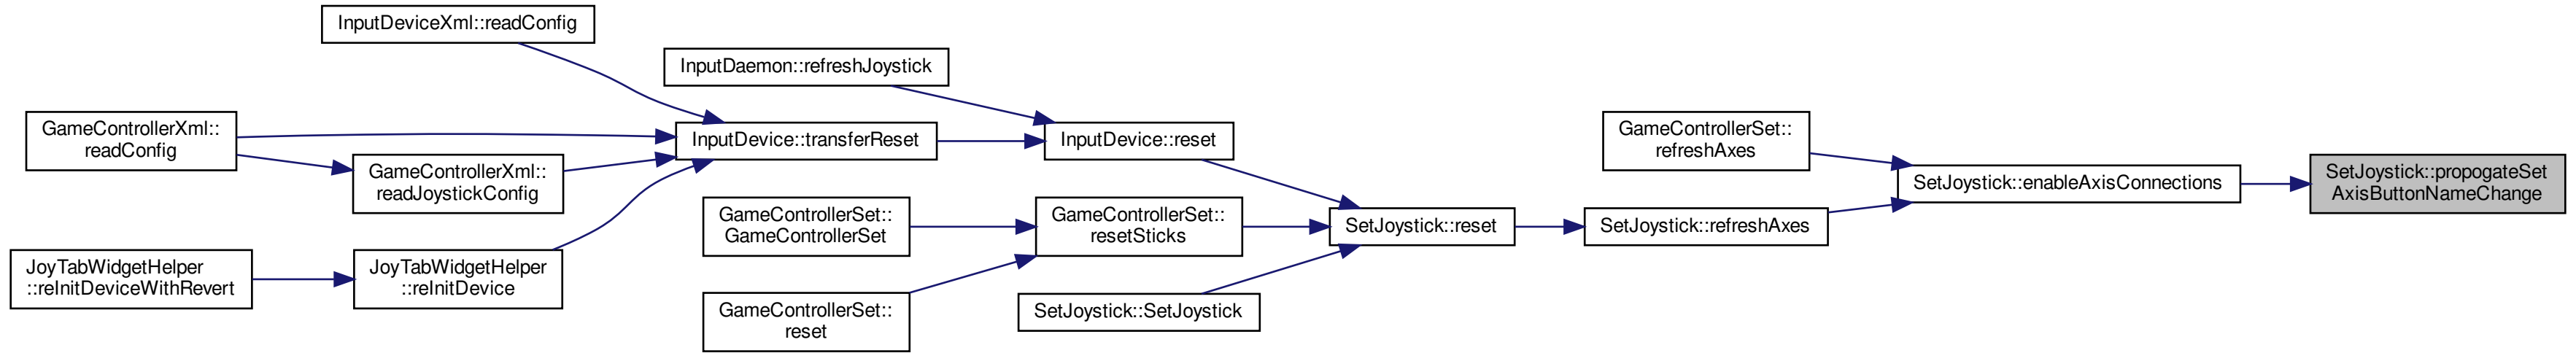 InputDeviceXml::readConfig
InputDaemon::refreshJoystick
GameControllerXml::
readConfig
GameControllerXml::
readJoystickConfig
InputDevice::transferReset
InputDevice::reset
JoyTabWidgetHelper
::reInitDeviceWithRevert
JoyTabWidgetHelper
::reInitDevice
GameControllerSet::
GameControllerSet
GameControllerSet::
resetSticks
GameControllerSet::
reset
SetJoystick::SetJoystick
SetJoystick::reset
GameControllerSet::
refreshAxes
SetJoystick::refreshAxes
SetJoystick::enableAxisConnections
SetJoystick::propogateSet
AxisButtonNameChange